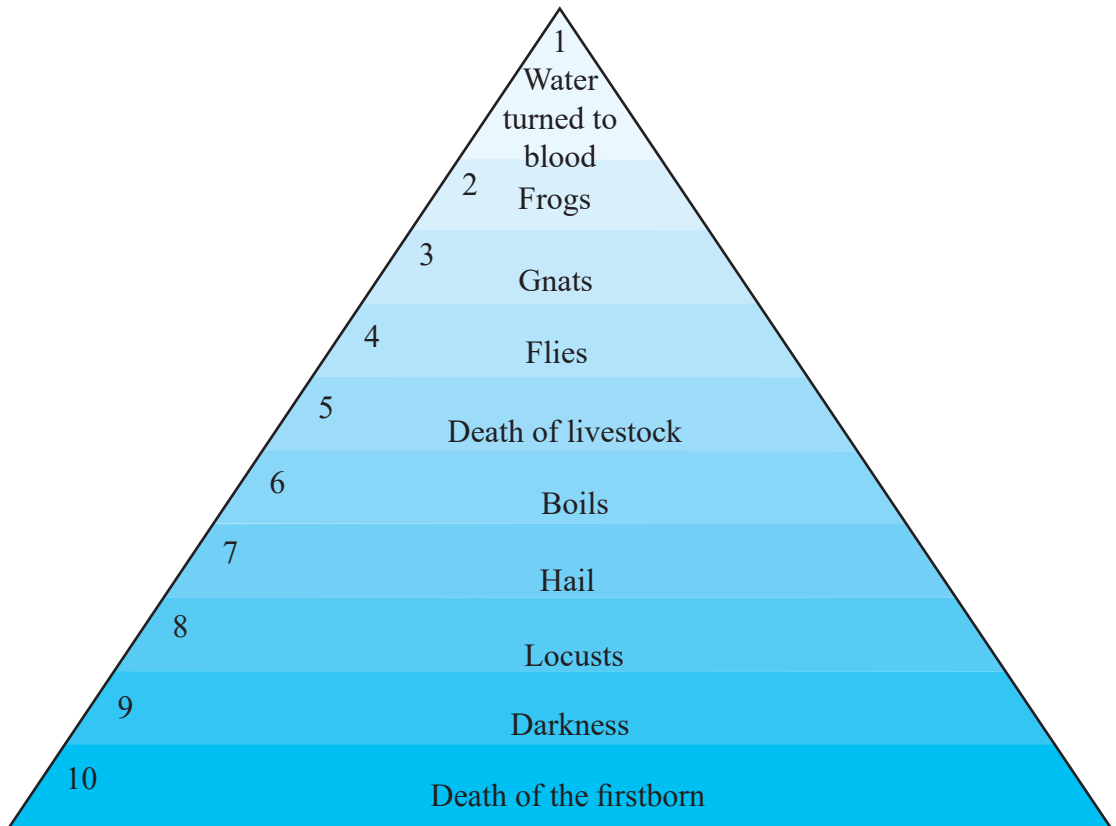 1
Water
turned to
blood
2
Frogs
3
Gnats
4
Flies
5
Death of livestock
6
Boils
7
Hail
8
Locusts
9
Darkness
10
Death of the firstborn